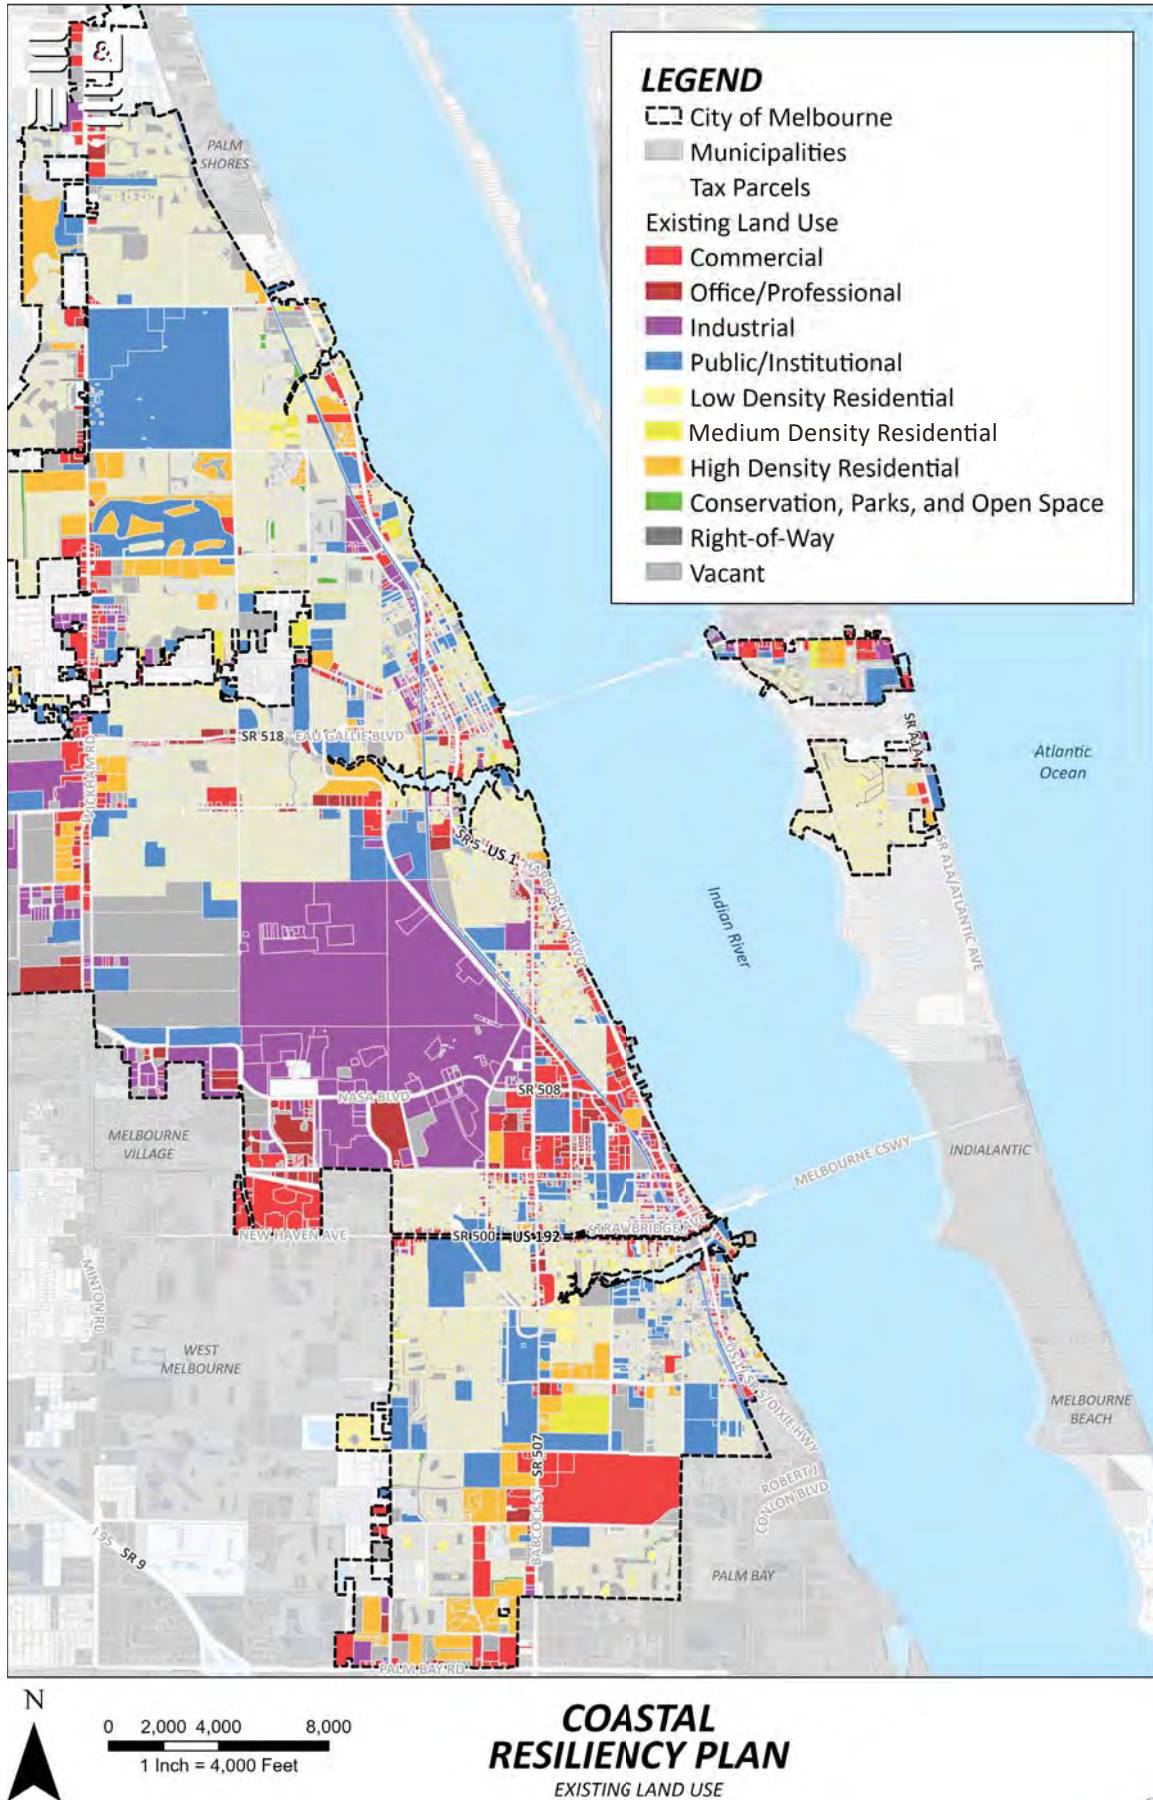 &
LEGEND
City of Melbourne
Municipalities
Tax Parcels
Existing Land Use
Commercial
Office/Professional
Industrial
Public/Institutional
Low Density Residential
Medium Density Residential
High Density Residential
Conservation, Parks, and Open Space
Right-of-Way
Vacant
PALM
SHORES
SR 518
EAU GALLIE BLVD
WICKHAM RD
SR A1A
Atlantic
Ocean
SR 5
US 1
HARBOR CITY BLVD
Indian River
SR A1A/ATLANTIC AVE
SR 508
NASA BLVD
MELBOURNE
VILLAGE
MELBOURNE CSWY
INDIALANTIC
NEW HAVEN AVE
SR 500
US 192
STRAWBRIDGE AVE
MINTON RD
WEST
MELBOURNE
US 1
SR 5/DIXIE HWY
MELBOURNE
BEACH
SR 507
BABCOCK ST
ROBERT J
CONLON BLVD
I 95
SR 9
PALM BAY
PALM BAY RD
N
0 2,000 4,000 8,000
1 Inch = 4,000 Feet
COASTAL
RESILIENCY PLAN
EXISTING LAND USE